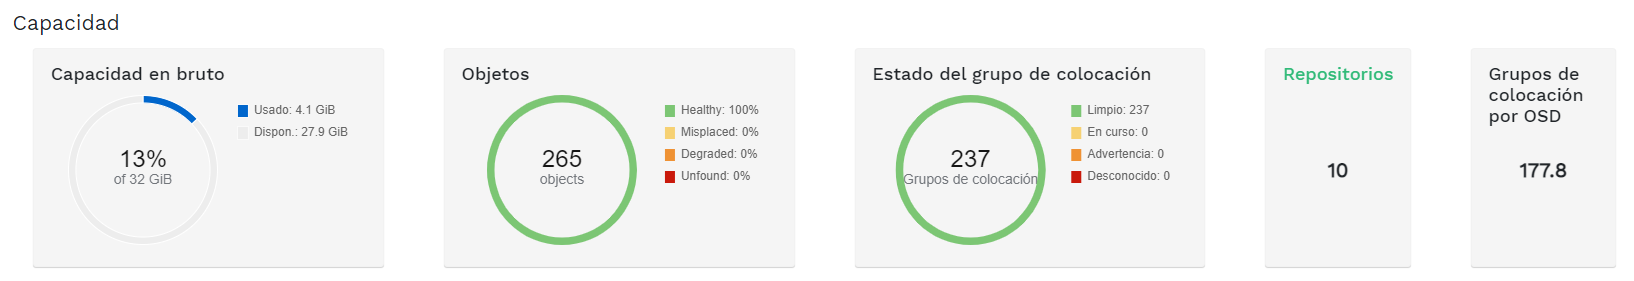 Capacidad
Capacidad en bruto
Usado: 4.1 GiB
Dispon.: 27.9 GiB
13%
of 32 GiB
Objetos
Healthy: 100%
Misplaced: 0%
Degraded: 0%
Unfound: 0%
265
objects
Estado del grupo de colocación
Limpio: 237
En curso: 0
Advertencia: 0
Desconocido: 0
237
Grupos de colocación
Repositorios
10
Grupos de
colocación
por OSD
177.8